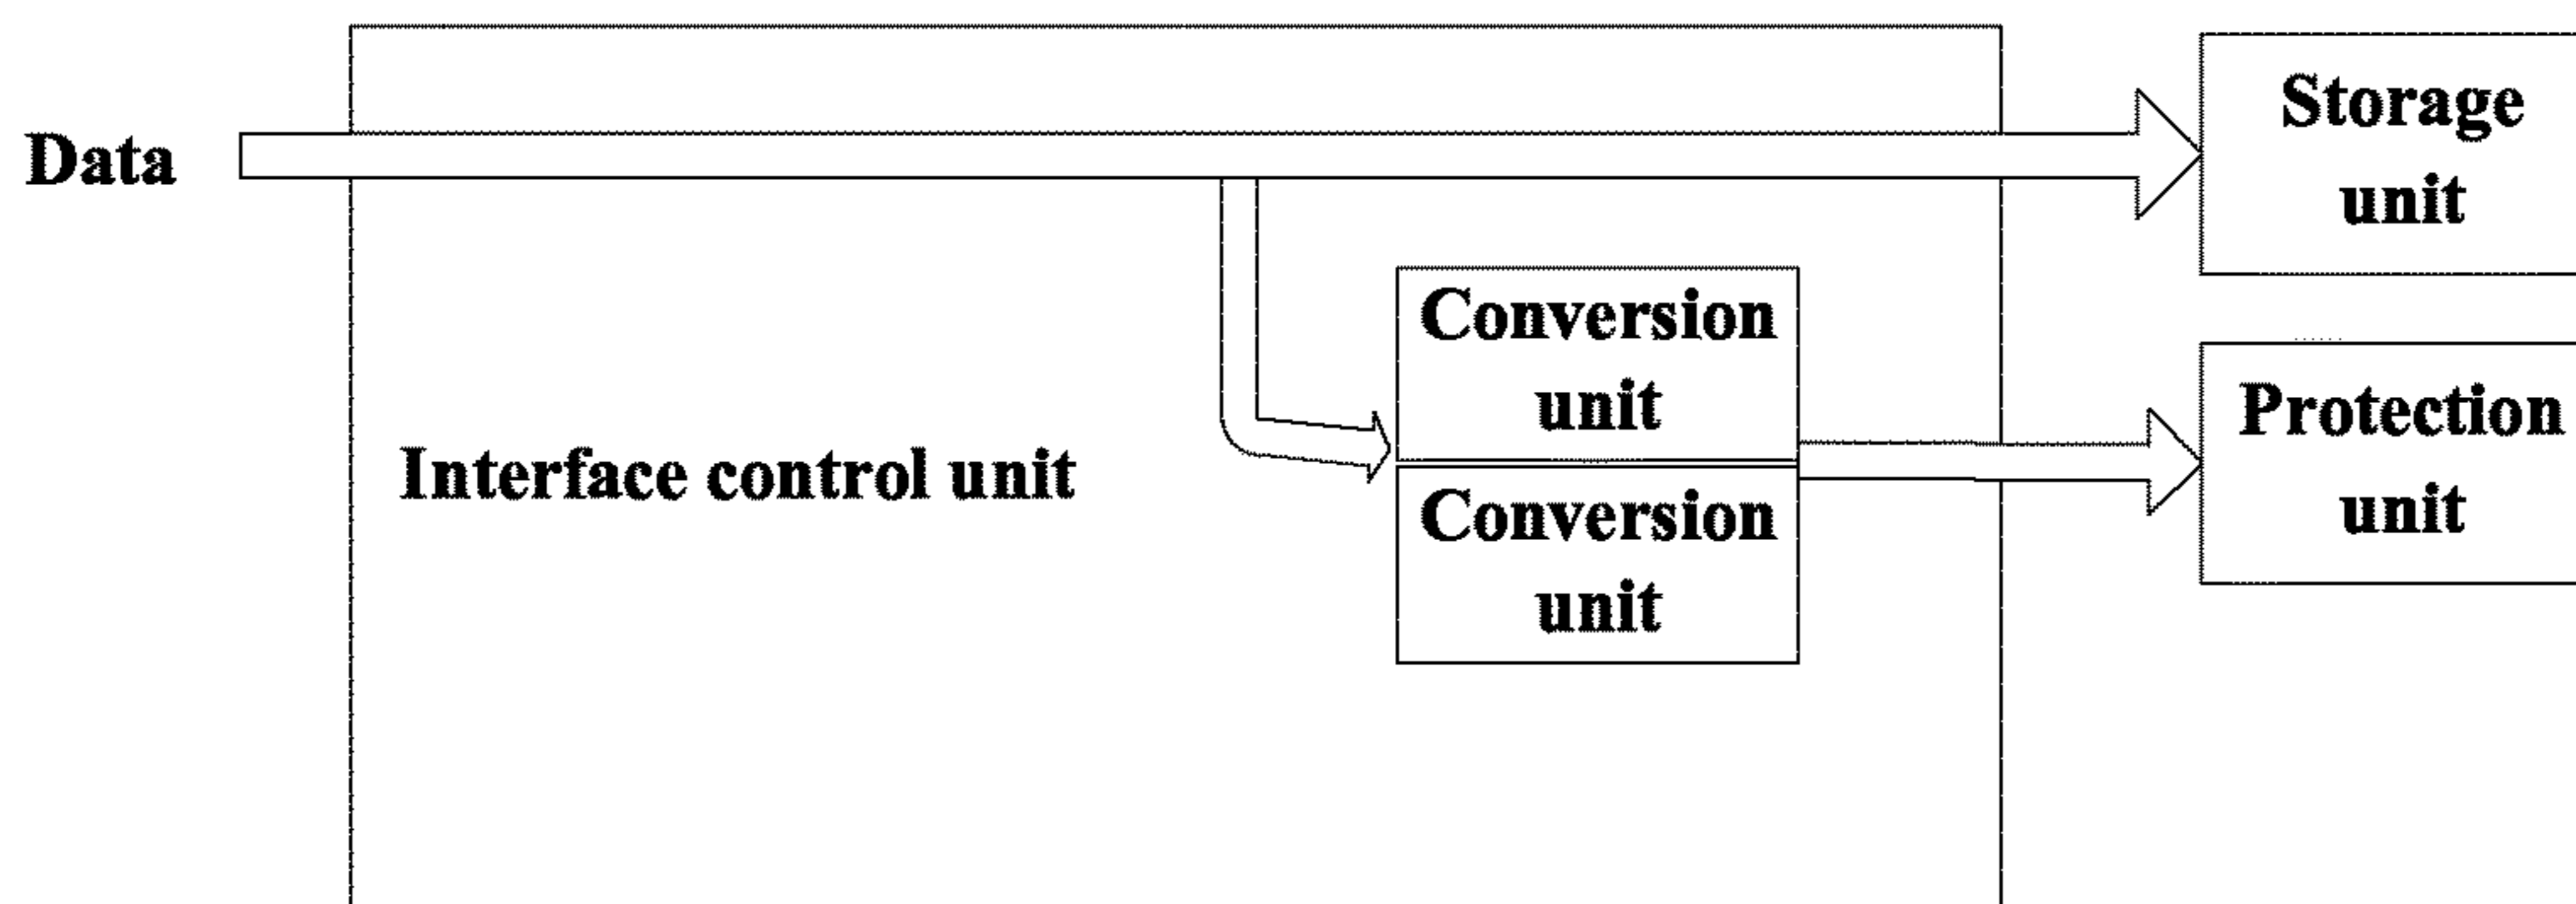 Data
Storage
unit
Conversion
unit
Interface control unit
Conversion
unit
Protection
unit